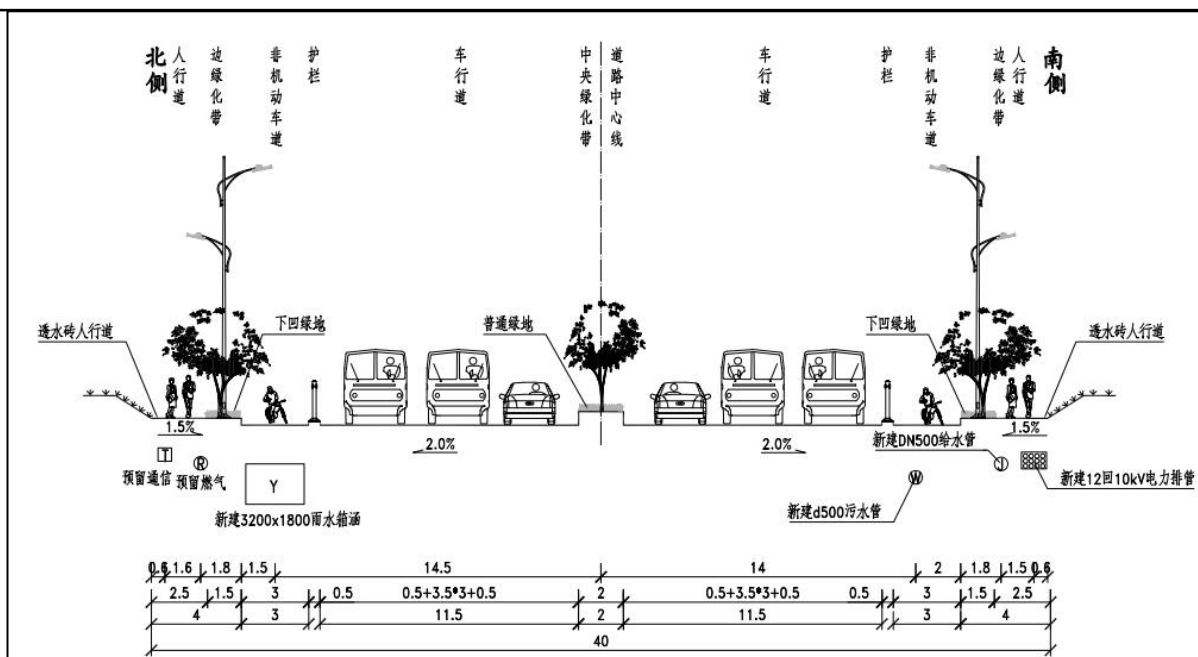 北侧
人行道
边绿化带
非机动车道
护栏
车行道
中央绿化带
道路中心线
车行道
护栏
非机动车道
边绿化带
人行道
南侧
透水砖人行道
下凹绿地
普通绿地
下凹绿地
透水砖人行道
1.5%
2.0%
2.0%
1.5%
T
预留通信
R
预留燃气
Y
新建3200x1800雨水箱涵
新建DN500给水管
J
W
新建d500污水管
新建12回10kV电力排管
0.6 1.6 1.8 1.5 14.5 14 2 1.8 1.5 0.6
2.5 1.5 3 0.5 0.5+3.5*3+0.5 2 0.5+3.5*3+0.5 0.5 3 1.5 2.5
4 3 11.5 2 11.5 3 4
40